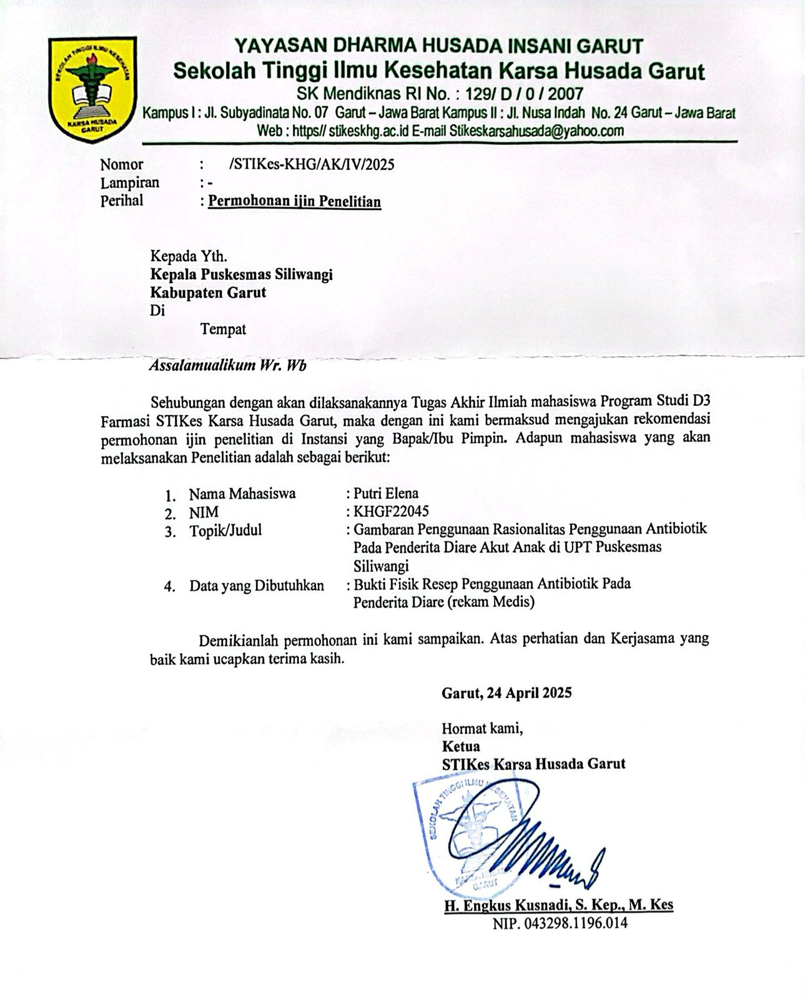 SEKOLAH TINGGI ILMU KESEHATAN
KARSA HUSADA
GARUT
YAYASAN DHARMA HUSADA INSANI GARUT
Sekolah Tinggi Ilmu Kesehatan Karsa Husada Garut
SK Mendiknas RI No. : 129/ D / 0 / 2007
Kampus I : Jl. Subyadinata No. 07 Garut – Jawa Barat Kampus II : Jl. Nusa Indah No. 24 Garut – Jawa Barat
Web : https// stikeskhg.ac.id E-mail Stikeskarsahusada@yahoo.com
Nomor : /STIKes-KHG/AK/IV/2025
Lampiran : -
Perihal : Permohonan ijin Penelitian
Kepada Yth.
Kepala Puskesmas Siliwangi
Kabupaten Garut
Di
Tempat
Assalamualikum Wr. Wb
Sehubungan dengan akan dilaksanakannya Tugas Akhir Ilmiah mahasiswa Program Studi D3
Farmasi STIKes Karsa Husada Garut, maka dengan ini kami bermaksud mengajukan rekomendasi
permohonan ijin penelitian di Instansi yang Bapak/Ibu Pimpin. Adapun mahasiswa yang akan
melaksanakan Penelitian adalah sebagai berikut:
1. Nama Mahasiswa : Putri Elena
2. NIM : KHGF22045
3. Topik/Judul : Gambaran Penggunaan Rasionalitas Penggunaan Antibiotik
Pada Penderita Diare Akut Anak di UPT Puskesmas
Siliwangi
4. Data yang Dibutuhkan : Bukti Fisik Resep Penggunaan Antibiotik Pada
Penderita Diare (rekam Medis)
Demikianlah permohonan ini kami sampaikan. Atas perhatian dan Kerjasama yang
baik kami ucapkan terima kasih.
Garut, 24 April 2025
Hormat kami,
Ketua
STIKes Karsa Husada Garut
SEKOLAH TINGGI ILMU KESEHATAN
KARSA HUSADA
GARUT
H. Engkus Kusnadi, S. Kep., M. Kes
NIP. 043298.1196.014